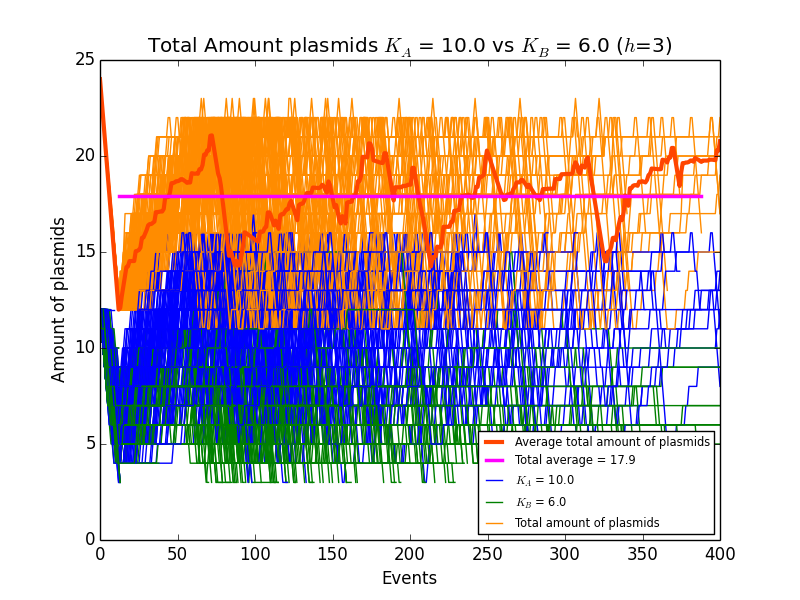 Total Amount plasmids K_A = 10.0 vs K_B = 6.0 (h=3)
25
20
15
10
5
0
Amount of plasmids
0 50 100 150 200 250 300 350 400
Events
Average total amount of plasmids
Total average = 17.9
K_A = 10.0
K_B = 6.0
Total amount of plasmids